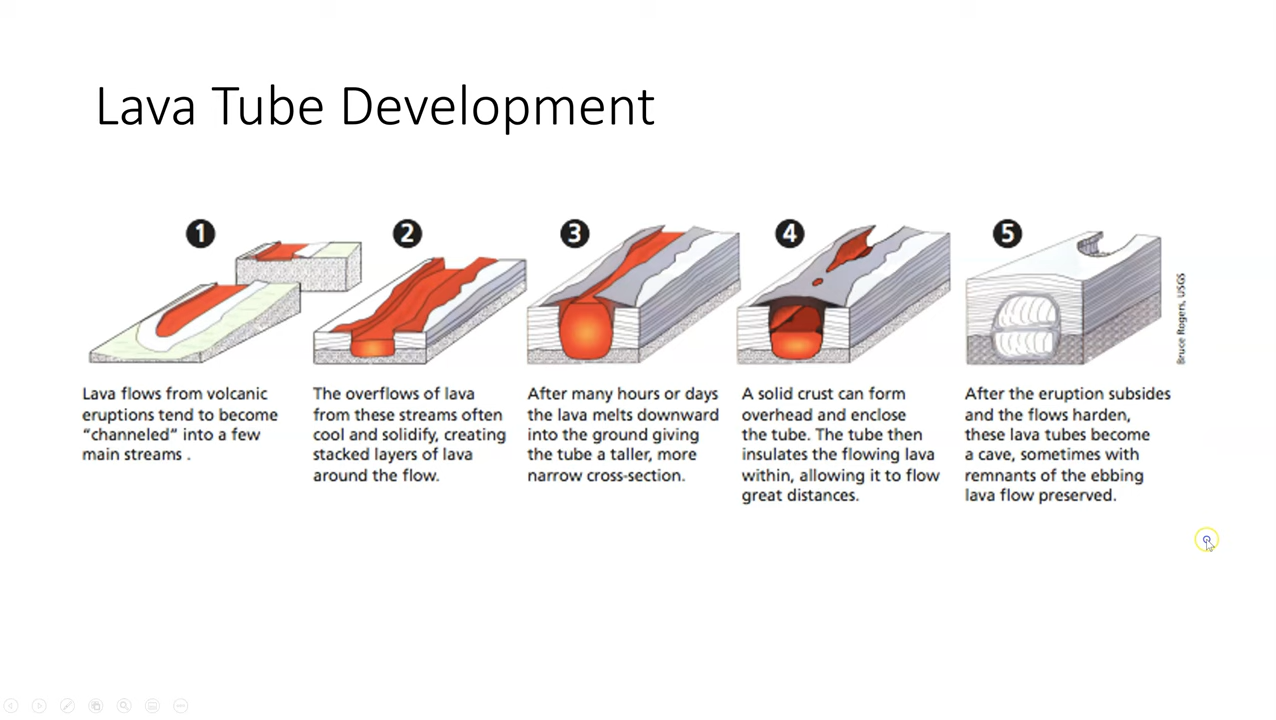 Lava Tube Development
1
2
3
4
5
Bruce Rogers, USGS
Lava flows from volcanic
eruptions tend to become
“channeled” into a few
main streams .
The overflows of lava
from these streams often
cool and solidify, creating
stacked layers of lava
around the flow.
After many hours or days
the lava melts downward
into the ground giving
the tube a taller, more
narrow cross-section.
A solid crust can form
overhead and enclose
the tube. The tube then
insulates the flowing lava
within, allowing it to flow
great distances.
After the eruption subsides
and the flows harden,
these lava tubes become
a cave, sometimes with
remnants of the ebbing
lava flow preserved.